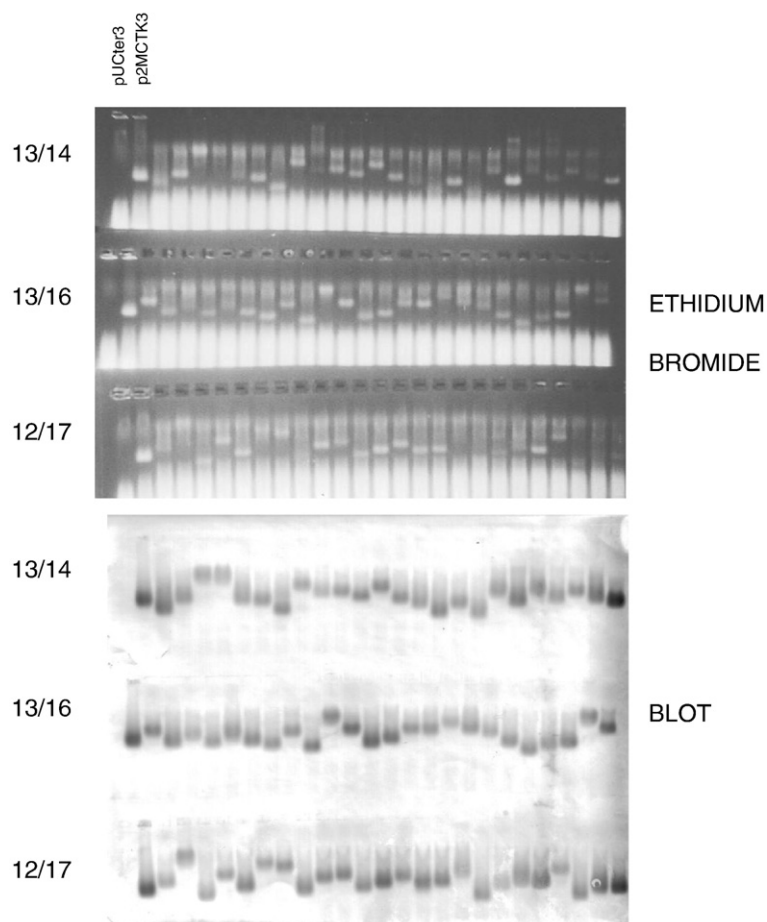 pUCter3
p2MCTK3
13/14
13/16
12/17
ETHIDIUM
BROMIDE
13/14
13/16
12/17
BLOT